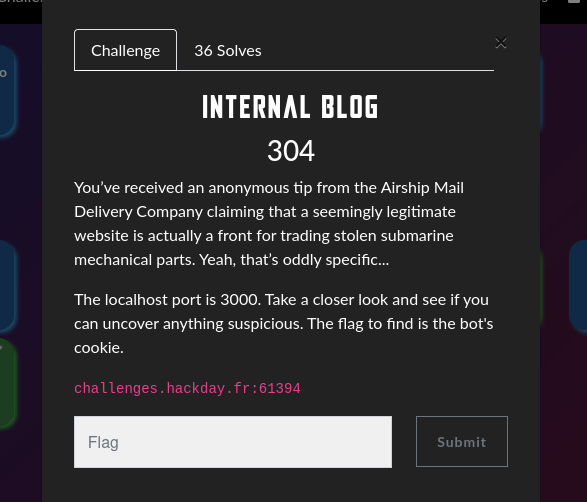 Challenge
36 Solves
×
INTERNAL BLOG
304
You’ve received an anonymous tip from the Airship Mail
Delivery Company claiming that a seemingly legitimate
website is actually a front for trading stolen submarine
mechanical parts. Yeah, that’s oddly specific...
The localhost port is 3000. Take a closer look and see if you
can uncover anything suspicious. The flag to find is the bot's
cookie.
challenges.hackday.fr:61394
Flag
Submit